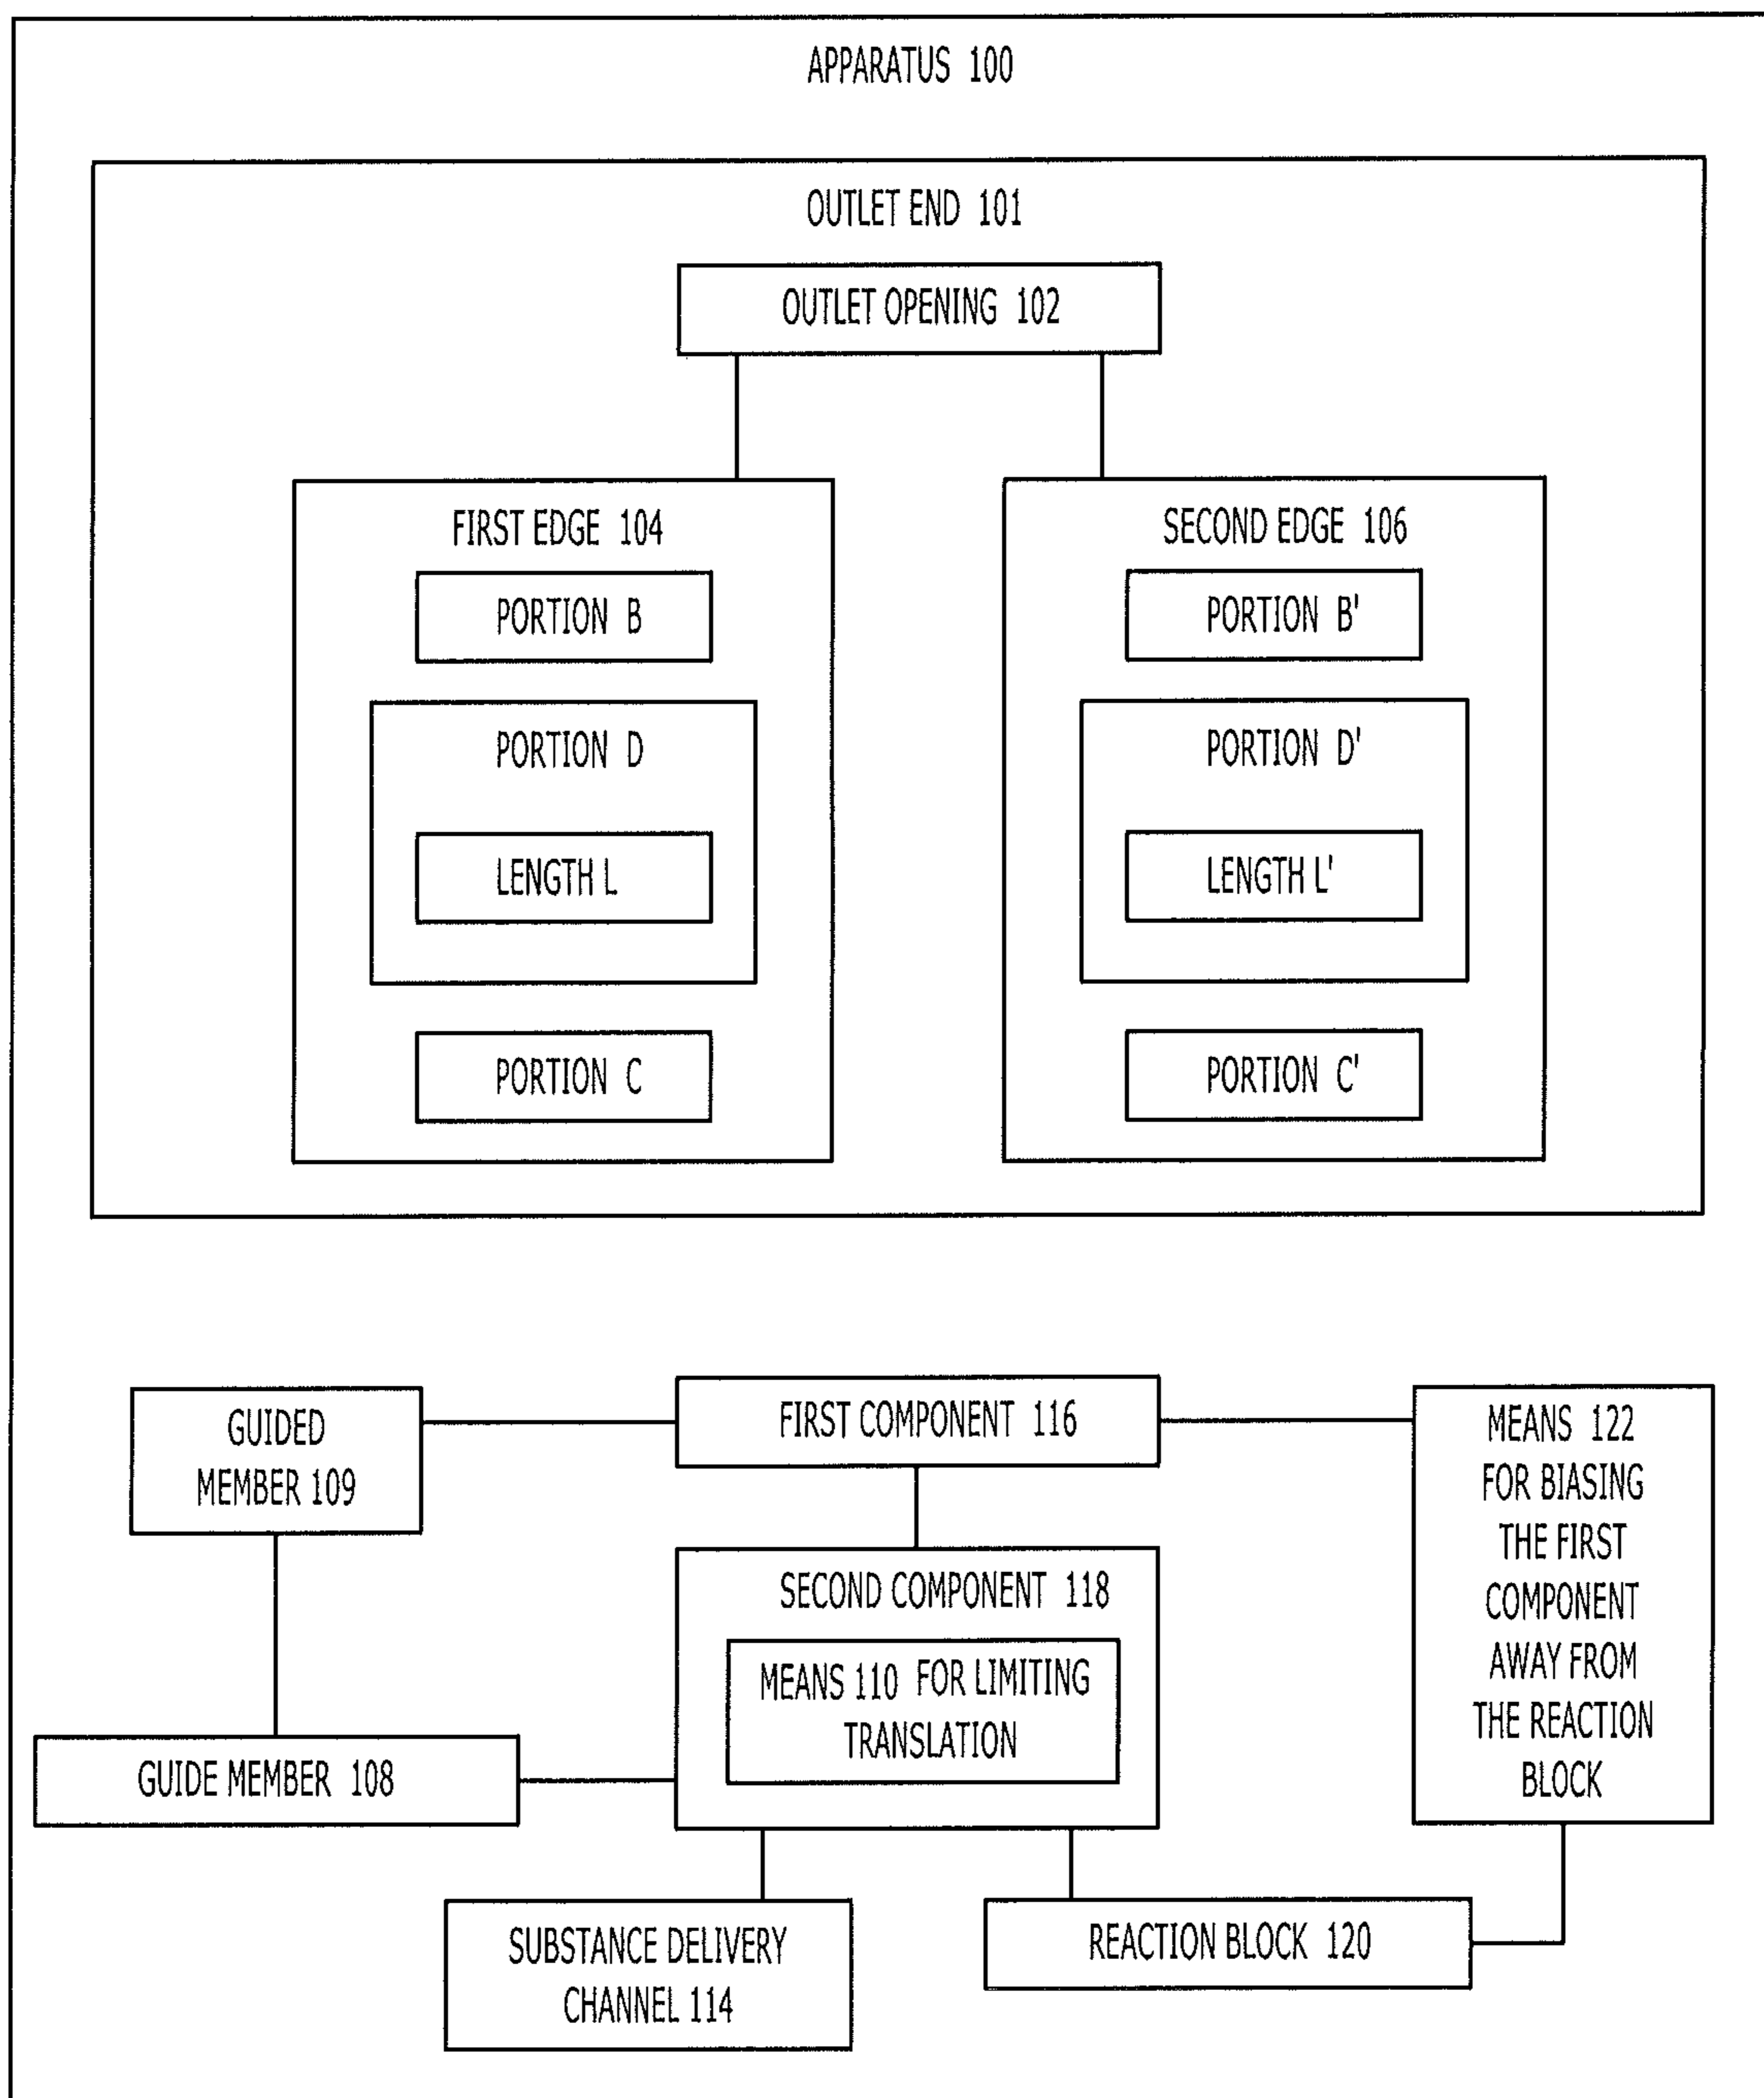 APPARATUS 100
OUTLET END 101
OUTLET OPENING 102
FIRST EDGE 104
PORTION B
PORTION D
LENGTH L
PORTION C
SECOND EDGE 106
PORTION B'
PORTION D'
LENGTH L'
PORTION C'
GUIDED
MEMBER 109
FIRST COMPONENT 116
MEANS 122
FOR BIASING
THE FIRST
COMPONENT
AWAY FROM
THE REACTION
BLOCK
SECOND COMPONENT 118
MEANS 110 FOR LIMITING
TRANSLATION
GUIDE MEMBER 108
SUBSTANCE DELIVERY
CHANNEL 114
REACTION BLOCK 120